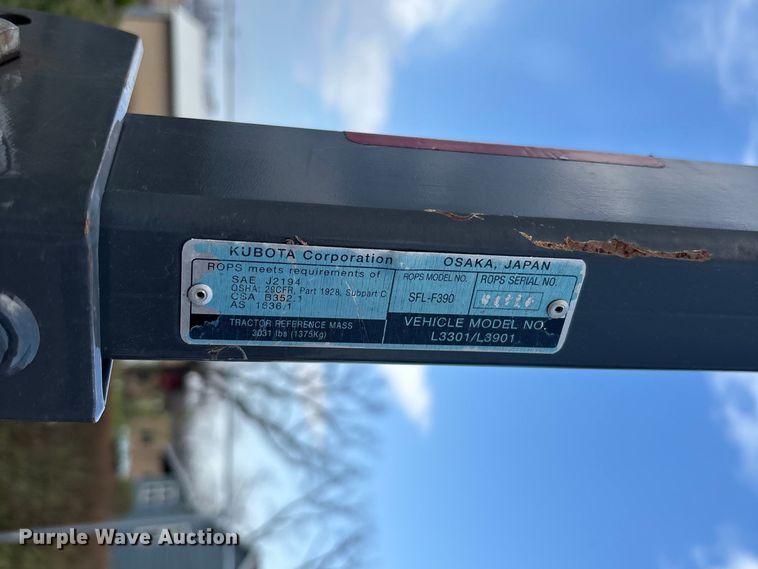 KUBOTA Corporation OSAKA, JAPAN
ROPS meets requirements of
SAE J2194
OSHA: 29CFR, Part 1928, Subpart C
CSA B352.1
AS 1636.1
ROPS MODEL NO.
SFL-F390
ROPS SERIAL NO.
TRACTOR REFERENCE MASS
3031 lbs (1375Kg)
VEHICLE MODEL NO.
L3301/L3901
Purple Wave Auction